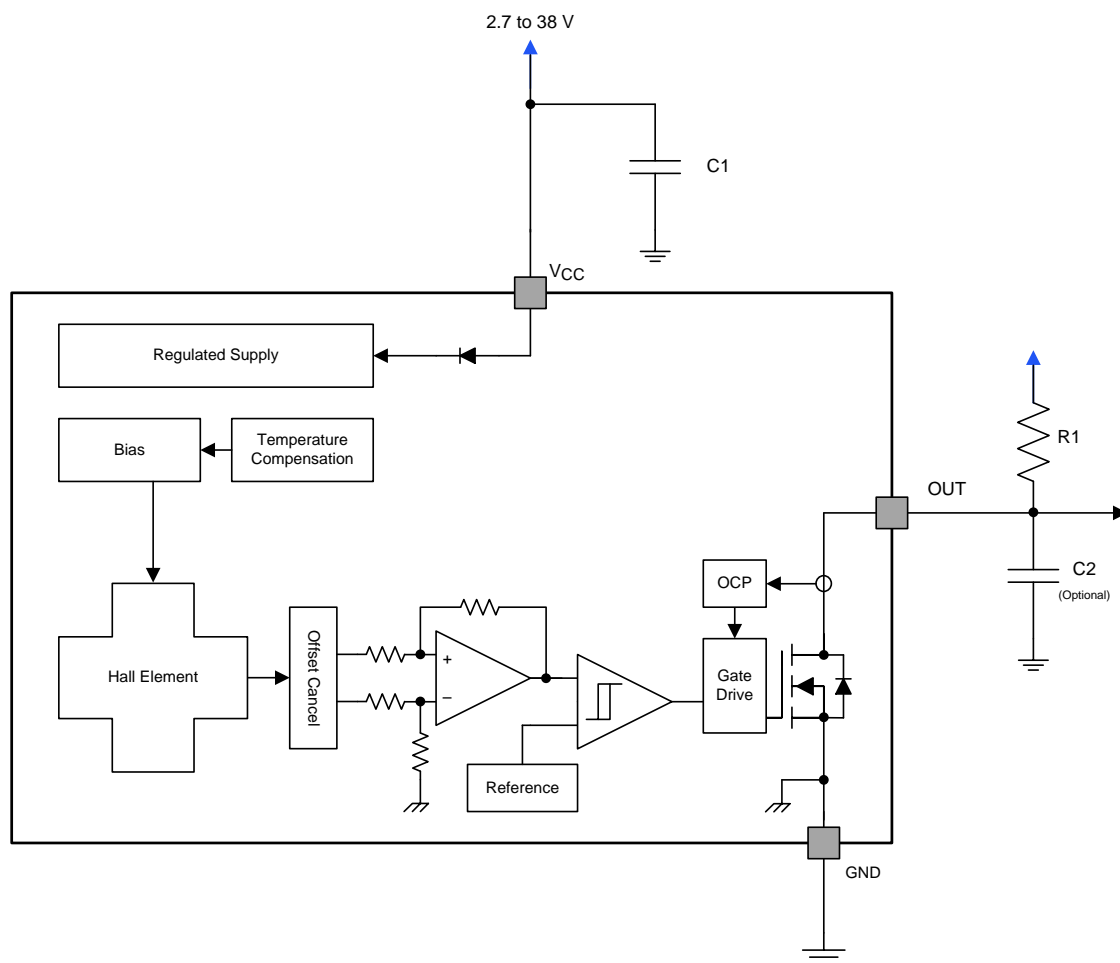 2.7 to 38 V
C1
VCC
Regulated Supply
Bias
Temperature
Compensation
R1
OUT
OCP
C2
(Optional)
Hall Element
Offset Cancel
+
–
Gate
Drive
Reference
GND